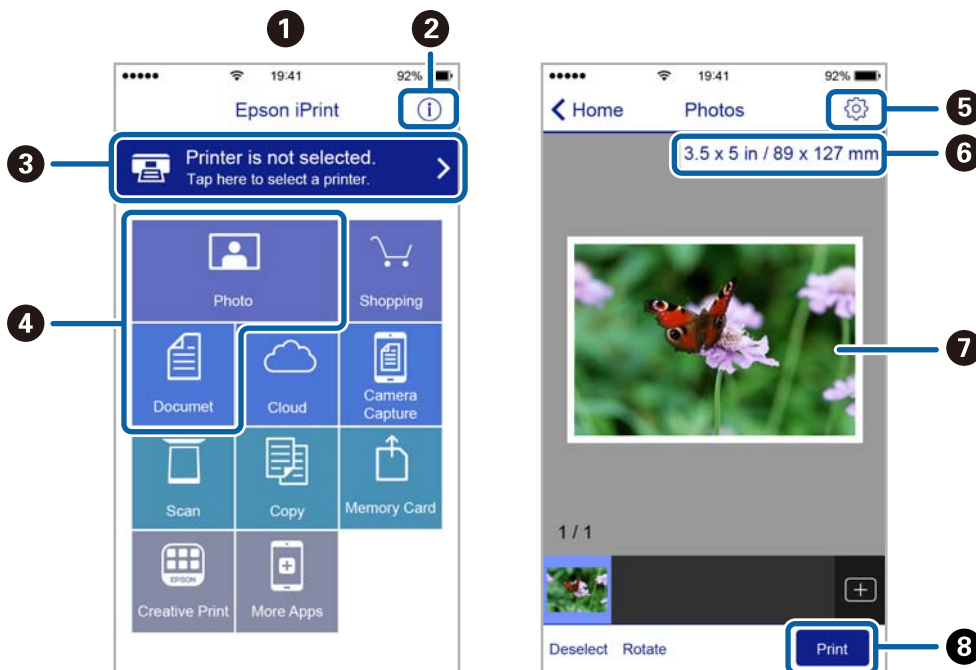 1
2
19:41
92%
Epson iPrint
i
3
Printer is not selected.
Tap here to select a printer.
4
Photo
Shopping
Documet
Cloud
Camera
Capture
Scan
Copy
Memory Card
EPSON
Creative Print
More Apps
19:41
92%
Home
Photos
5
3.5 x 5 in / 89 x 127 mm
6
7
1 / 1
Deselect
Rotate
Print
8